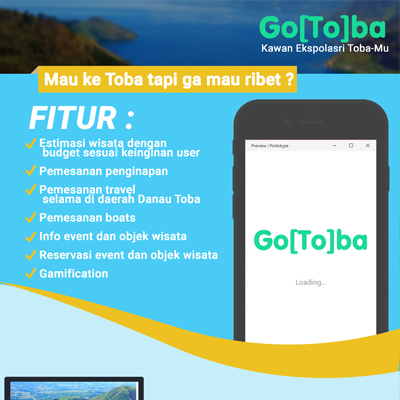 Go[To]ba
Kawan Ekspolasri Toba-Mu
Mau ke Toba tapi ga mau ribet ?
FITUR :
Estimasi wisata dengan
budget sesuai keinginan user
Pemesanan penginapan
Pemesanan travel
selama di daerah Danau Toba
Pemesanan boats
Info event dan objek wisata
Reservasi event dan objek wisata
Gamification
Preview : Prototype
Go[To]ba
Loading...